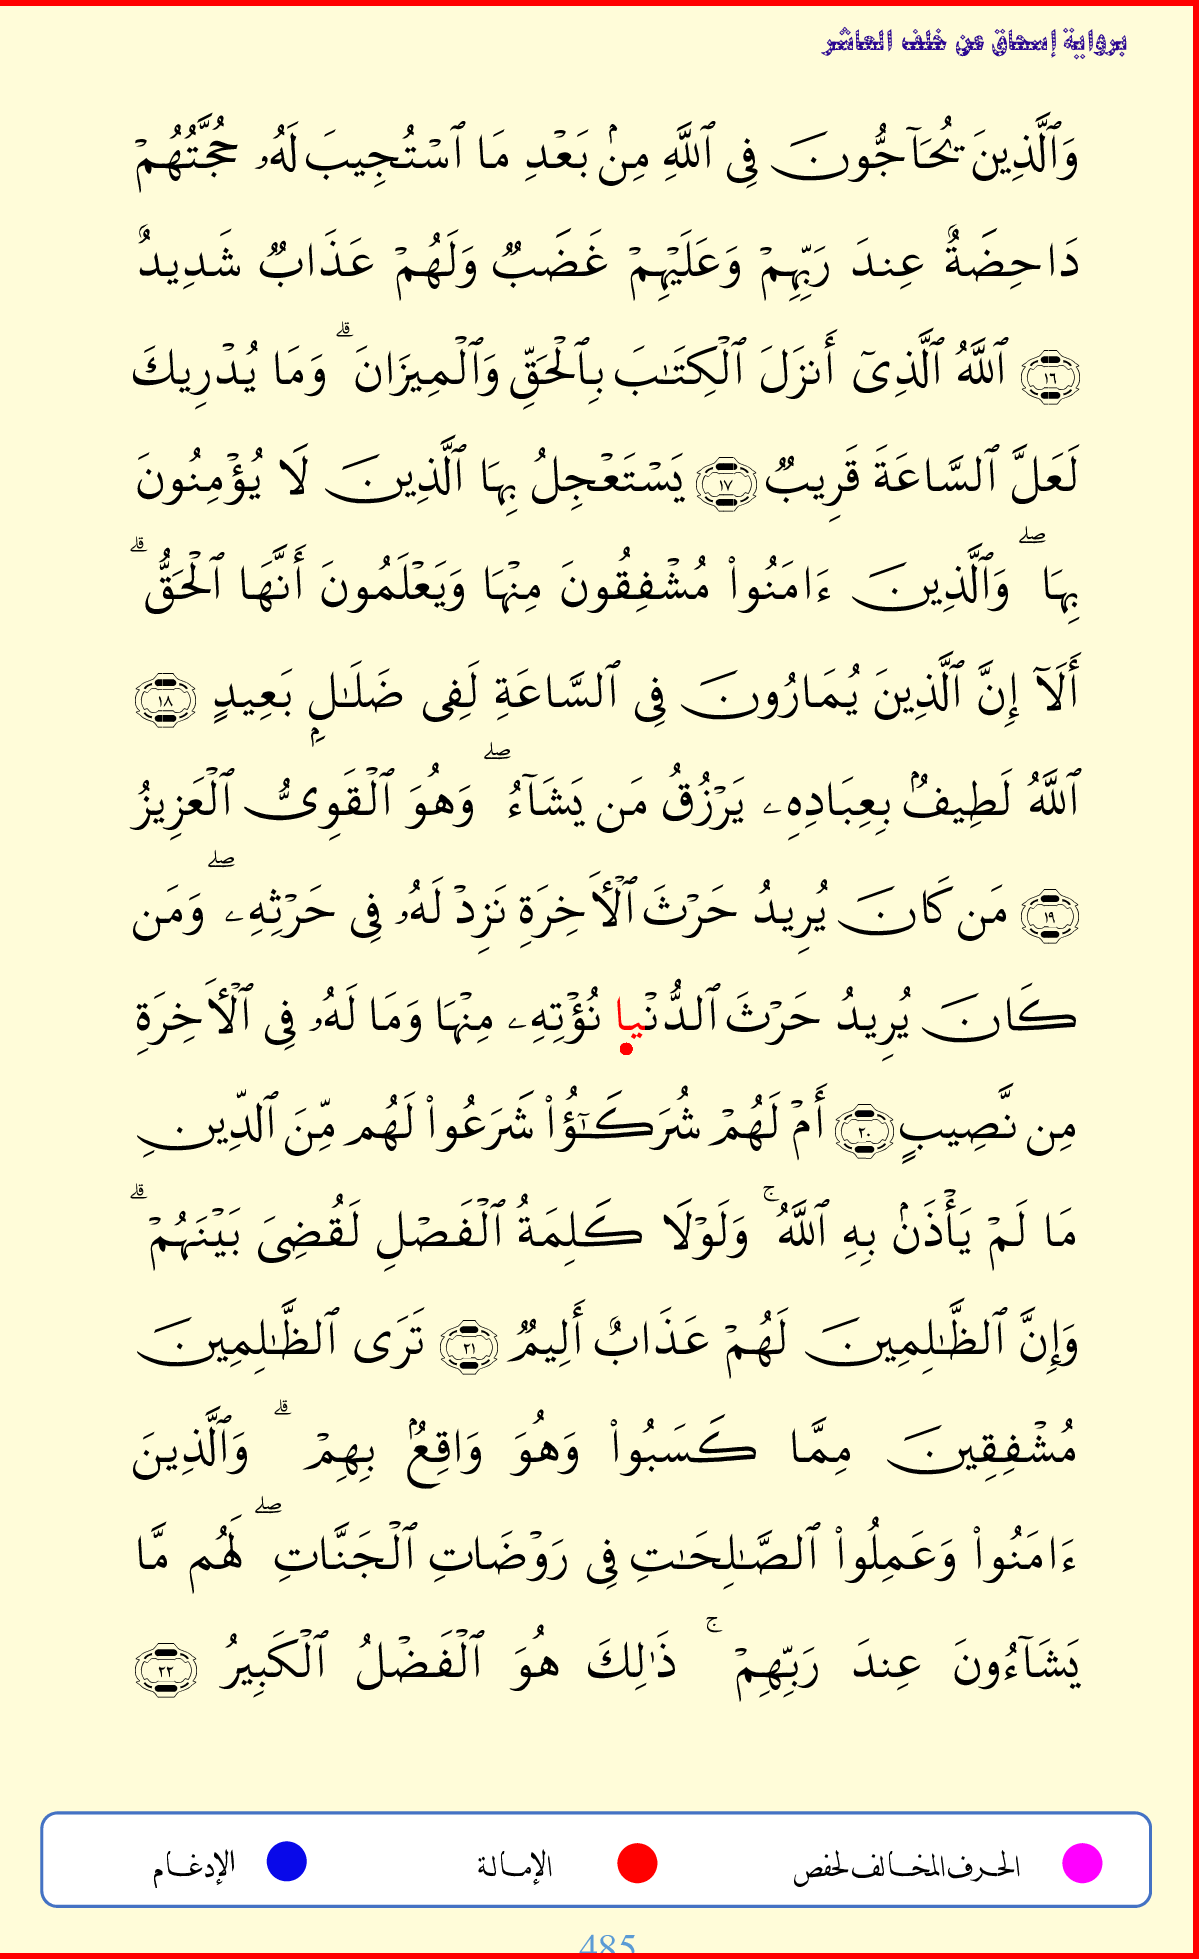 برواية إسحاق عن خلف العاشر
وَٱلَّذِينَ يُحَآجُّونَ فِى ٱللَّهِ مِنۢ بَعْدِ مَا ٱسْتُجِيبَ لَهُۥ حُجَّتُهُمْ
دَاحِضَةٌ عِندَ رَبِّهِمْ وَعَلَيْهِمْ غَضَبٌ وَلَهُمْ عَذَابٌ شَدِيدٌ
١٦ ٱللَّهُ ٱلَّذِىٓ أَنزَلَ ٱلْكِتَـٰبَ بِٱلْحَقِّ وَٱلْمِيزَانَ ۗ وَمَا يُدْرِيكَ
لَعَلَّ ٱلسَّاعَةَ قَرِيبٌ ١٧ يَسْتَعْجِلُ بِهَا ٱلَّذِينَ لَا يُؤْمِنُونَ
بِهَا ۖ وَٱلَّذِينَ ءَامَنُوا۟ مُشْفِقُونَ مِنْهَا وَيَعْلَمُونَ أَنَّهَا ٱلْحَقُّ ۗ
أَلَآ إِنَّ ٱلَّذِينَ يُمَارُونَ فِى ٱلسَّاعَةِ لَفِى ضَلَـٰلٍۭ بَعِيدٍ ١٨
ٱللَّهُ لَطِيفٌۢ بِعِبَادِهِۦ يَرْزُقُ مَن يَشَآءُ ۖ وَهُوَ ٱلْقَوِىُّ ٱلْعَزِيزُ
١٩ مَن كَانَ يُرِيدُ حَرْثَ ٱلْـَٔاخِرَةِ نَزِدْ لَهُۥ فِى حَرْثِهِۦ ۖ وَمَن
كَانَ يُرِيدُ حَرْثَ ٱلدُّنْيا نُؤْتِهِۦ مِنْهَا وَمَا لَهُۥ فِى ٱلْـَٔاخِرَةِ
مِن نَّصِيبٍ ٢٠ أَمْ لَهُمْ شُرَكَـٰٓؤُا۟ شَرَعُوا۟ لَهُم مِّنَ ٱلدِّينِ
مَا لَمْ يَأْذَنۢ بِهِ ٱللَّهُ ۚ وَلَوْلَا كَلِمَةُ ٱلْفَصْلِ لَقُضِىَ بَيْنَهُمْ ۗ
وَإِنَّ ٱلظَّـٰلِمِينَ لَهُمْ عَذَابٌ أَلِيمٌ ٢١ تَرَى ٱلظَّـٰلِمِينَ
مُشْفِقِينَ مِمَّا كَسَبُوا۟ وَهُوَ وَاقِعٌۢ بِهِمْ ۗ وَٱلَّذِينَ
ءَامَنُوا۟ وَعَمِلُوا۟ ٱلصَّـٰلِحَـٰتِ فِى رَوْضَاتِ ٱلْجَنَّاتِ ۖ لَهُم مَّا
يَشَآءُونَ عِندَ رَبِّهِمْ ۚ ذَٰلِكَ هُوَ ٱلْفَضْلُ ٱلْكَبِيرُ ٢٢
الحرف المخالف لحفص الإمالة الإدغام
485